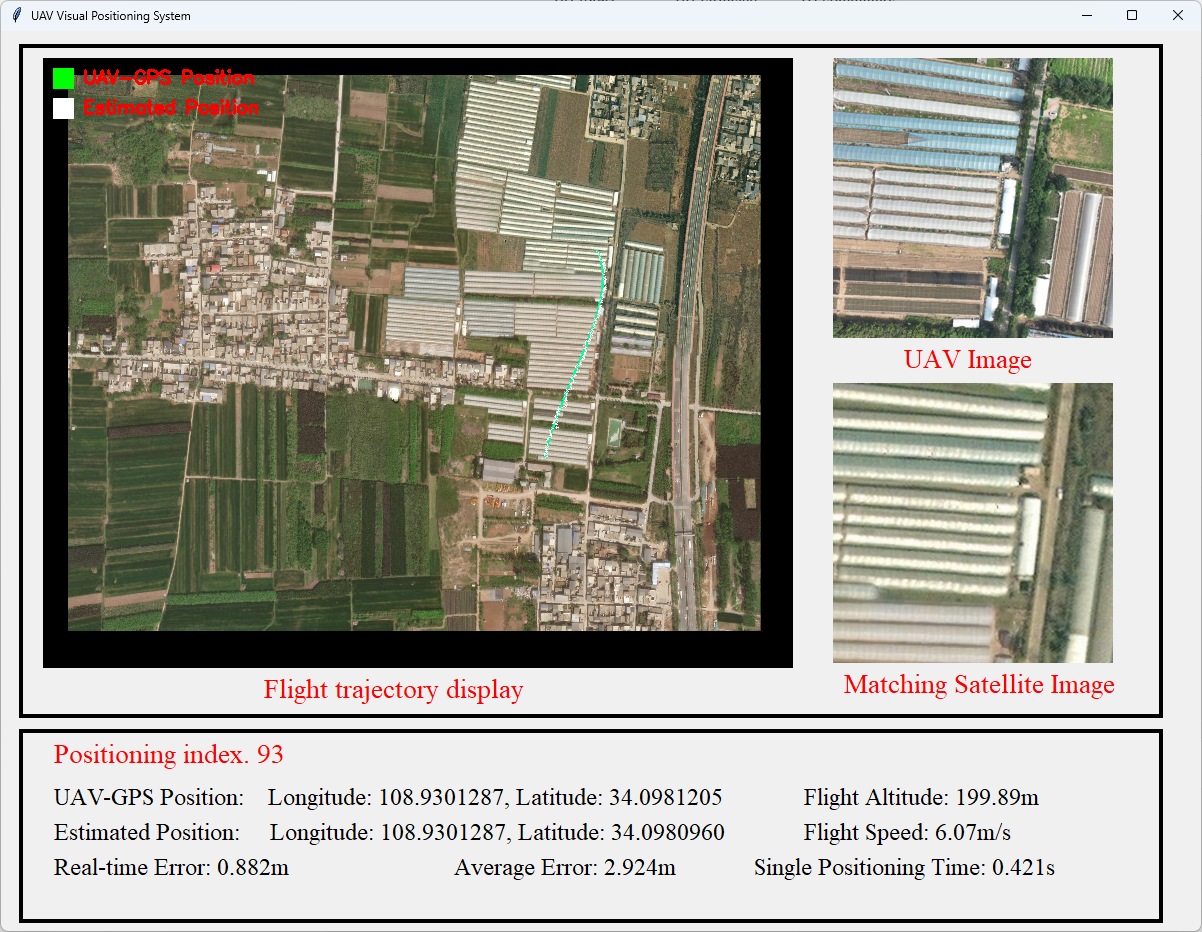 UAV Visual Positioning System
UAV-GPS Position
Estimated Position
UAV Image
Flight trajectory display
Matching Satellite Image
Positioning index. 93
UAV-GPS Position: Longitude: 108.9301287, Latitude: 34.0981205 Flight Altitude: 199.89m
Estimated Position: Longitude: 108.9301287, Latitude: 34.0980960 Flight Speed: 6.07m/s
Real-time Error: 0.882m Average Error: 2.924m Single Positioning Time: 0.421s